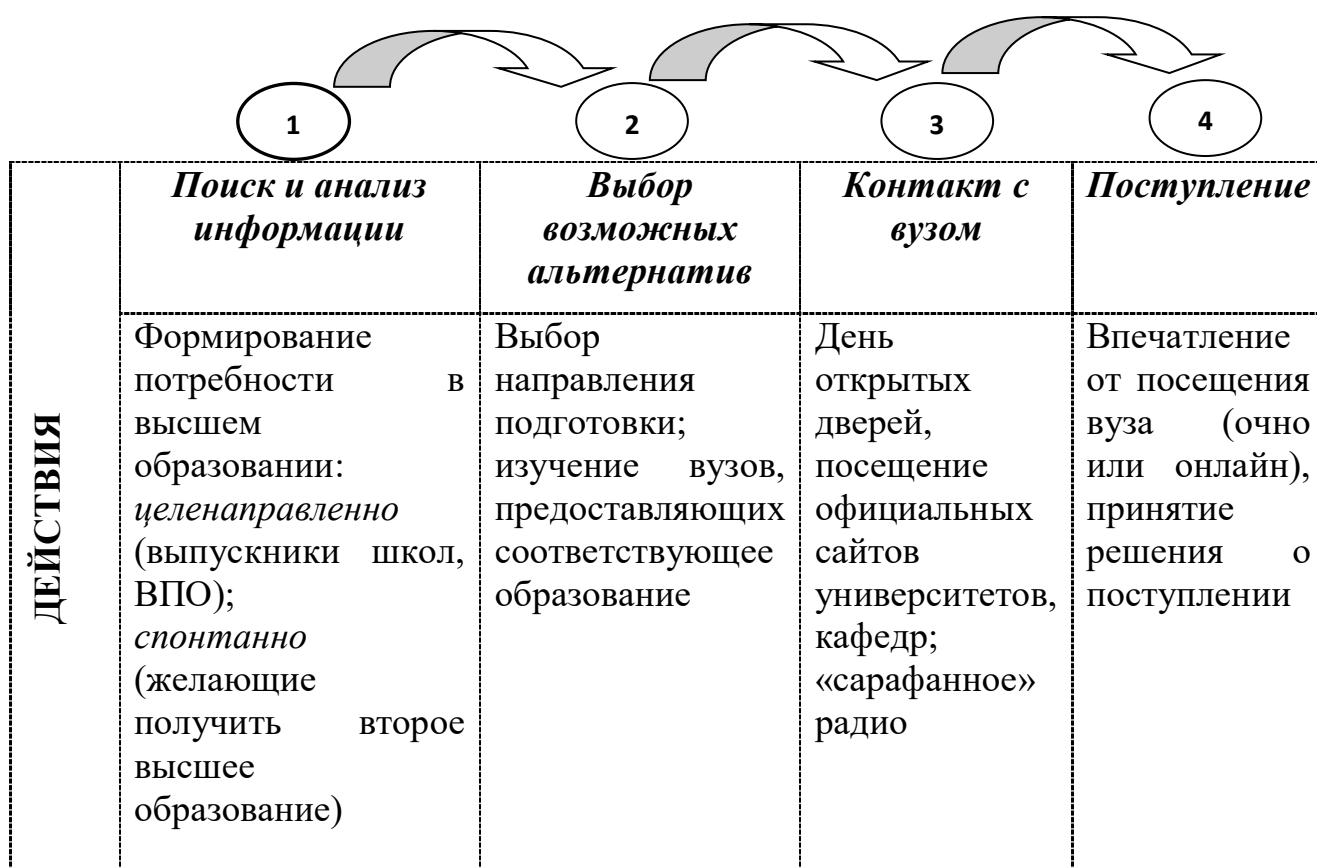 1
2
3
4
Поиск и анализ
информации
Выбор
возможных
альтернатив
Контакт с
вузом
Поступление
ДЕЙСТВИЯ
Формирование
потребности в
высшем
образовании:
целенаправленно
(выпускники школ,
ВПО);
спонтанно
(желающие
получить второе
высшее
образование)
Выбор
направления
подготовки;
изучение вузов,
предоставляющих
соответствующее
образование
День
открытых
дверей,
посещение
официальных
сайтов
университетов,
кафедр;
«сарафанное»
радио
Впечатление
от посещения
вуза (очно
или онлайн),
принятие
решения о
поступлении